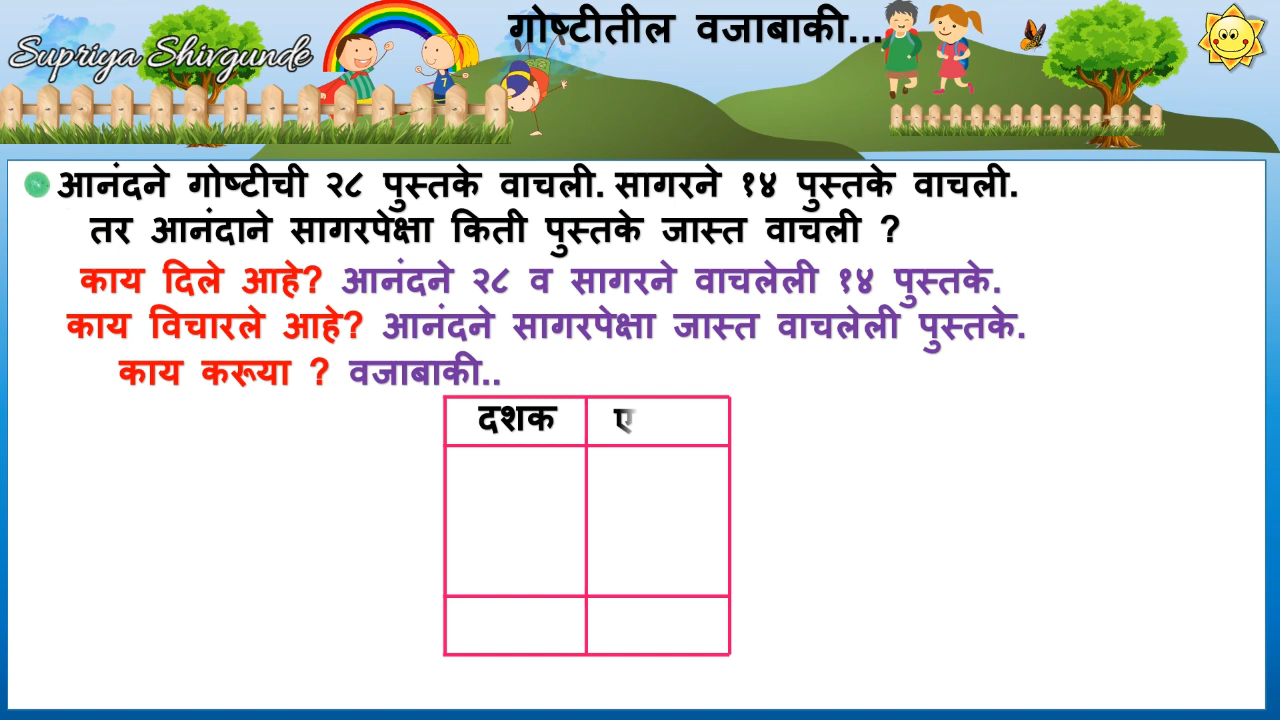 Supriya Shirgunde
गोष्टीतील वजाबाकी...
आनंदने गोष्टीची २८ पुस्तके वाचली. सागरने १४ पुस्तके वाचली.
तर आनंदाने सागरपेक्षा किती पुस्तके जास्त वाचली ?
काय दिले आहे? आनंदने २८ व सागरने वाचलेली १४ पुस्तके.
काय विचारले आहे? आनंदने सागरपेक्षा जास्त वाचलेली पुस्तके.
काय करूया ? वजाबाकी..
दशक ए